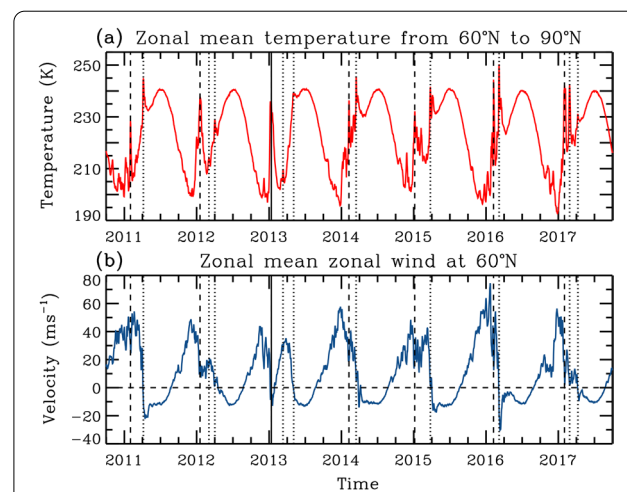 (a) Zonal mean temperature from 60°N to 90°N
Temperature (K)
250
230
210
190
2011 2012 2013 2014 2015 2016 2017
(b) Zonal mean zonal wind at 60°N
Velocity (ms⁻¹)
80
60
40
20
0
−20
−40
2011 2012 2013 2014 2015 2016 2017
Time